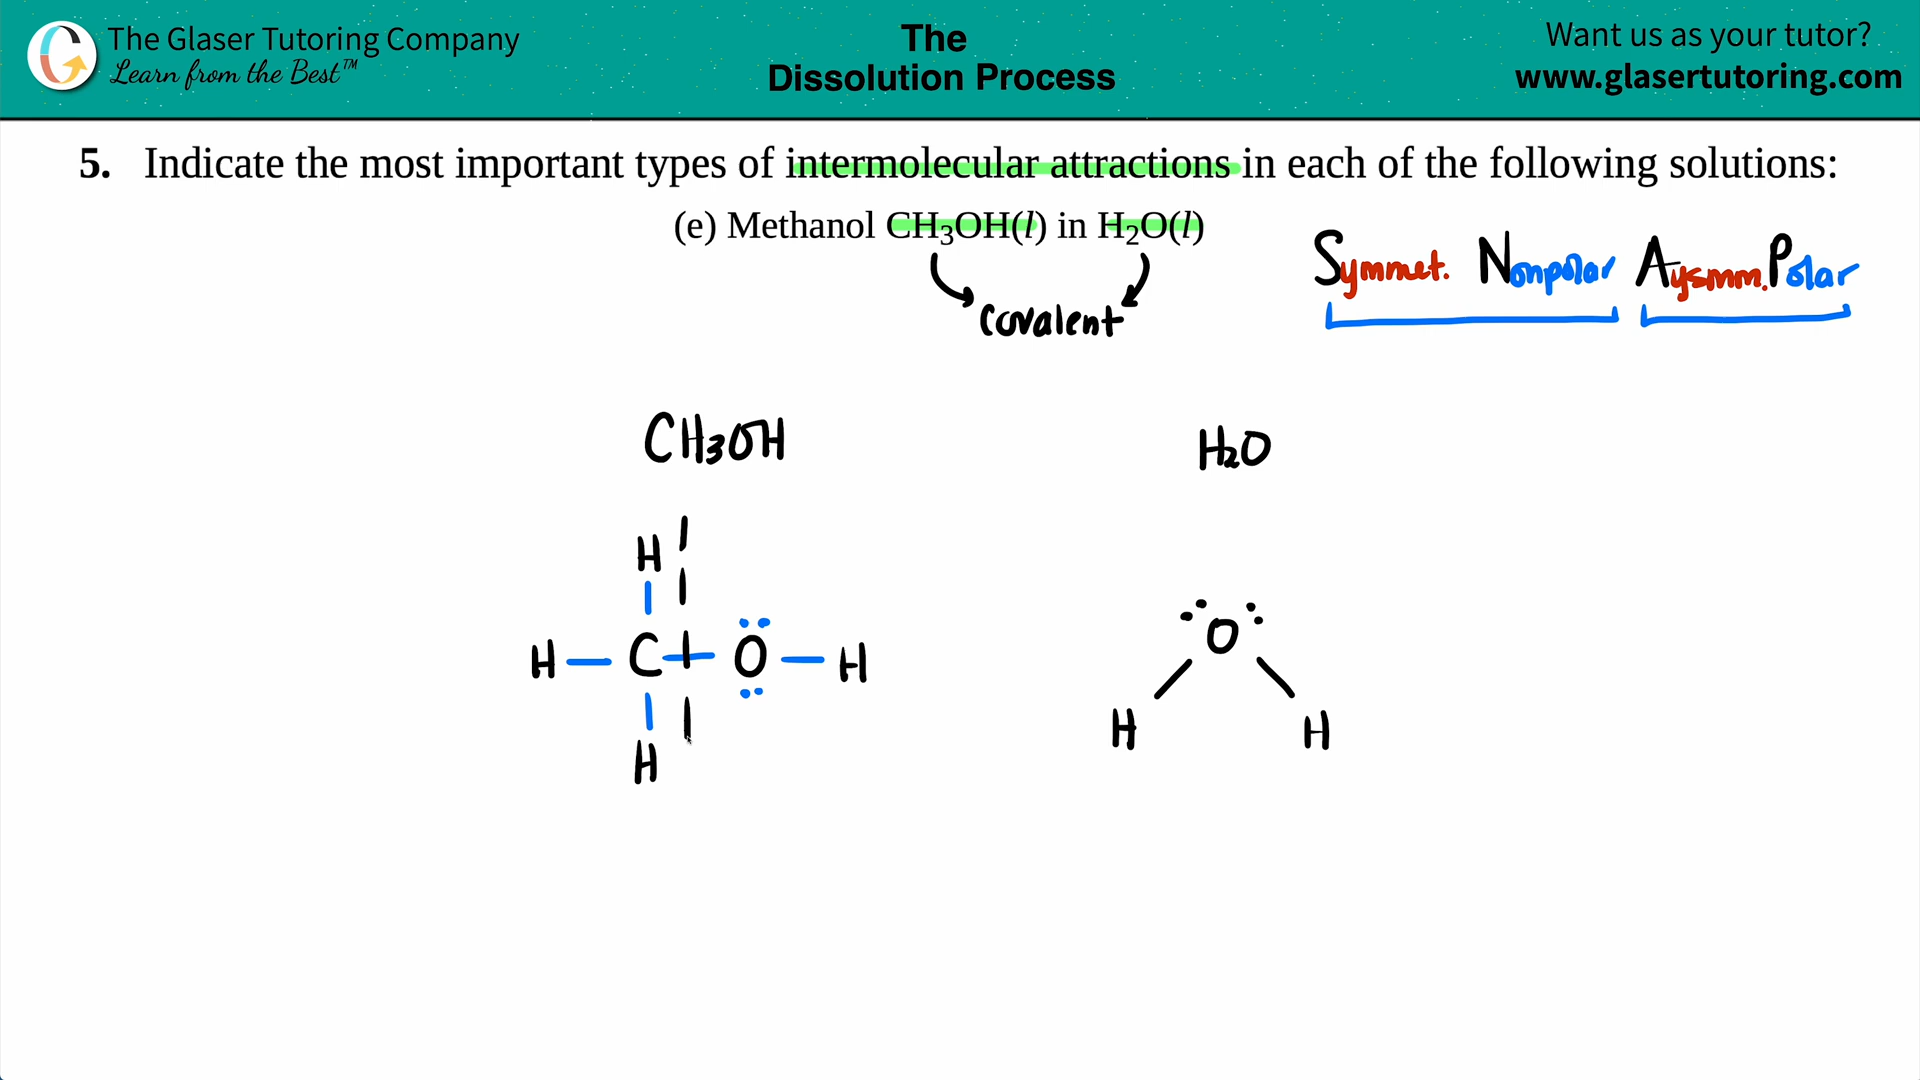 The Glaser Tutoring Company
Learn from the Best™
The
Dissolution Process
Want us as your tutor?
www.glasertutoring.com
5. Indicate the most important types of intermolecular attractions in each of the following solutions:
(e) Methanol CH₃OH(l) in H₂O(l)
Covalent
Symmet. Nonpolar Aysmm. Polar
CH₃OH
H₂O
H
H C O H
H
O
H H